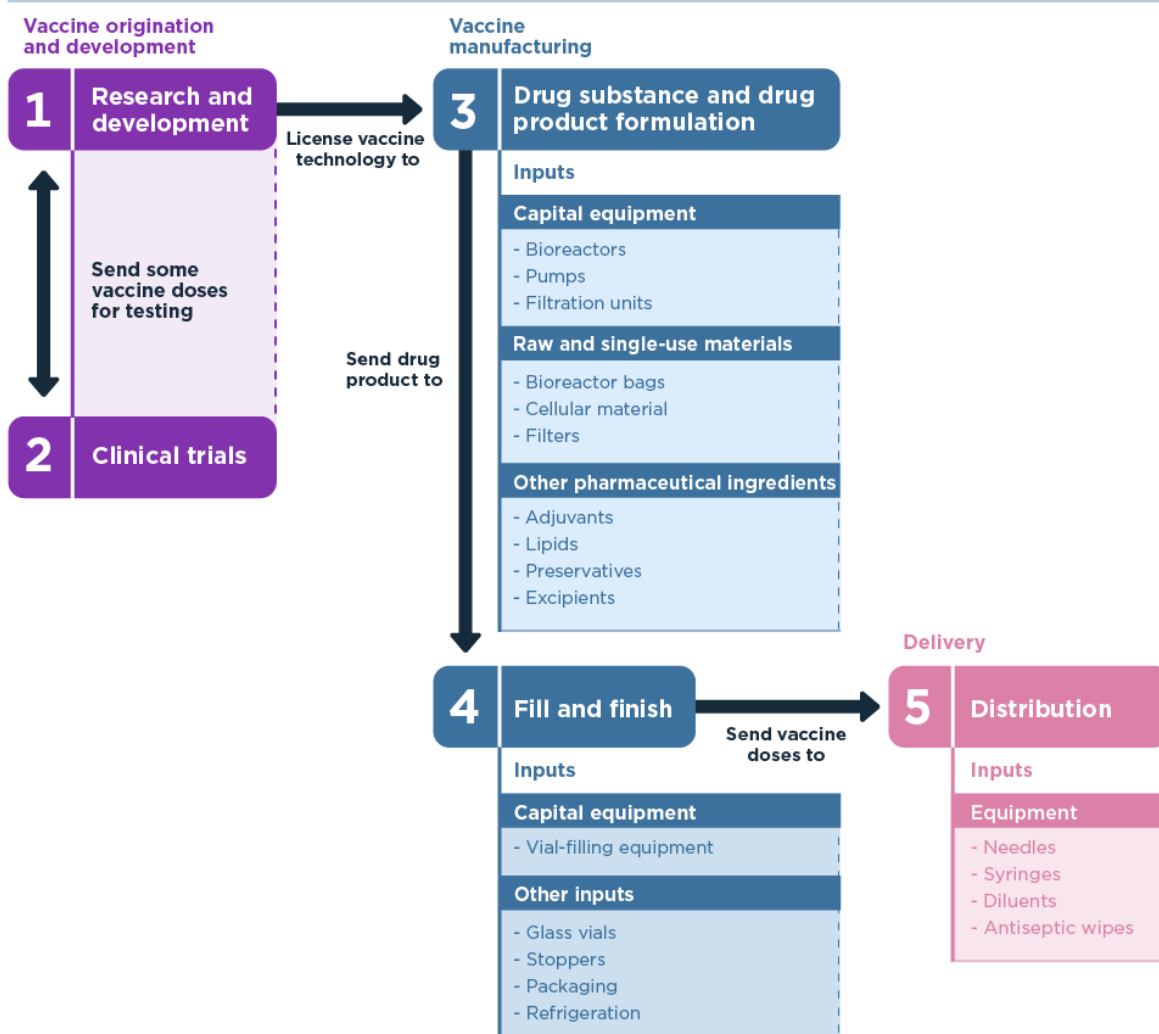 Vaccine origination
and development
1
Research and
development
Send some
vaccine doses
for testing
2
Clinical trials
License vaccine
technology to
Vaccine
manufacturing
3
Drug substance and drug
product formulation
Inputs
Capital equipment
- Bioreactors
- Pumps
- Filtration units
Raw and single-use materials
- Bioreactor bags
- Cellular material
- Filters
Other pharmaceutical ingredients
- Adjuvants
- Lipids
- Preservatives
- Excipients
Send drug
product to
4
Fill and finish
Inputs
Capital equipment
- Vial-filling equipment
Other inputs
- Glass vials
- Stoppers
- Packaging
- Refrigeration
Send vaccine
doses to
Delivery
5
Distribution
Inputs
Equipment
- Needles
- Syringes
- Diluents
- Antiseptic wipes